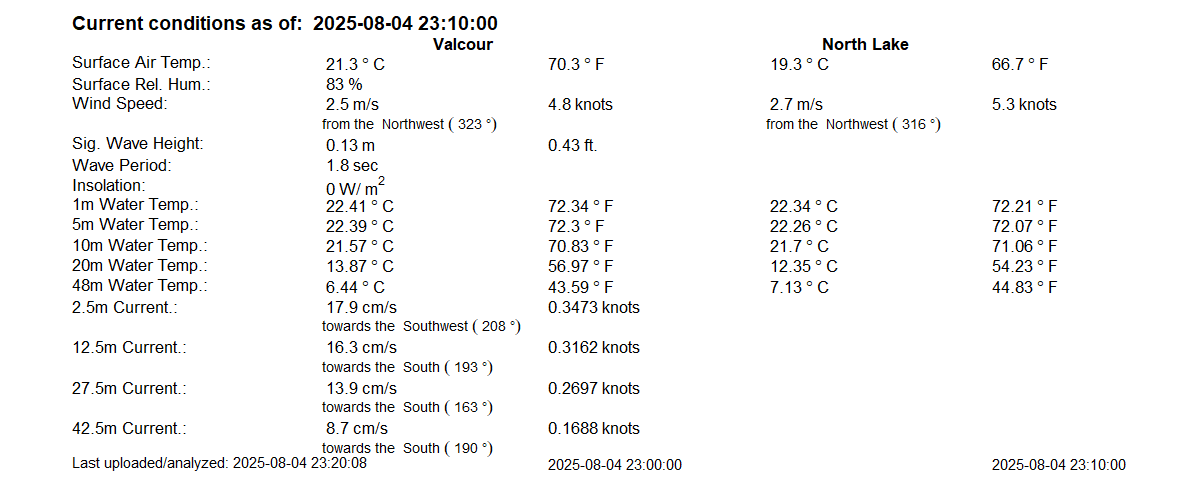 Current conditions as of: 2025-08-04 23:10:00
Valcour North Lake
Surface Air Temp.: 21.3 ° C 70.3 ° F 19.3 ° C 66.7 ° F
Surface Rel. Hum.: 83 %
Wind Speed: 2.5 m/s 4.8 knots 2.7 m/s 5.3 knots
from the Northwest ( 323 °) from the Northwest ( 316 °)
Sig. Wave Height: 0.13 m 0.43 ft.
Wave Period: 1.8 sec
Insolation: 0 W/ m2
1m Water Temp.: 22.41 ° C 72.34 ° F 22.34 ° C 72.21 ° F
5m Water Temp.: 22.39 ° C 72.3 ° F 22.26 ° C 72.07 ° F
10m Water Temp.: 21.57 ° C 70.83 ° F 21.7 ° C 71.06 ° F
20m Water Temp.: 13.87 ° C 56.97 ° F 12.35 ° C 54.23 ° F
48m Water Temp.: 6.44 ° C 43.59 ° F 7.13 ° C 44.83 ° F
2.5m Current.: 17.9 cm/s 0.3473 knots
towards the Southwest ( 208 °)
12.5m Current.: 16.3 cm/s 0.3162 knots
towards the South ( 193 °)
27.5m Current.: 13.9 cm/s 0.2697 knots
towards the South ( 163 °)
42.5m Current.: 8.7 cm/s 0.1688 knots
towards the South ( 190 °)
Last uploaded/analyzed: 2025-08-04 23:20:08 2025-08-04 23:00:00 2025-08-04 23:10:00